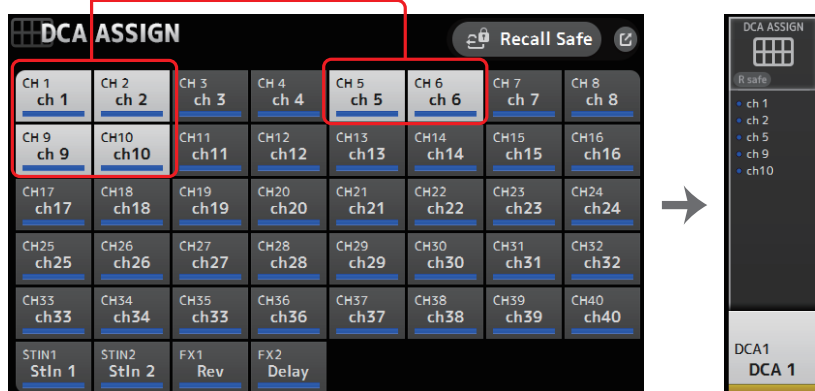 DCA ASSIGN
Recall Safe
CH 1 CH 2 CH 3 CH 4 CH 5 CH 6 CH 7 CH 8
ch 1 ch 2 ch 3 ch 4 ch 5 ch 6 ch 7 ch 8
CH 9 CH10 CH11 CH12 CH13 CH14 CH15 CH16
ch 9 ch10 ch11 ch12 ch13 ch14 ch15 ch16
CH17 CH18 CH19 CH20 CH21 CH22 CH23 CH24
ch17 ch18 ch19 ch20 ch21 ch22 ch23 ch24
CH25 CH26 CH27 CH28 CH29 CH30 CH31 CH32
ch25 ch26 ch27 ch28 ch29 ch30 ch31 ch32
CH33 CH34 CH35 CH36 CH37 CH38 CH39 CH40
ch33 ch34 ch33 ch36 ch37 ch38 ch39 ch40
STIN1 STIN2 FX1 FX2
StIn 1 StIn 2 Rev Delay
DCA ASSIGN
R safe
ch 1
ch 2
ch 5
ch 9
ch10
DCA1
DCA 1